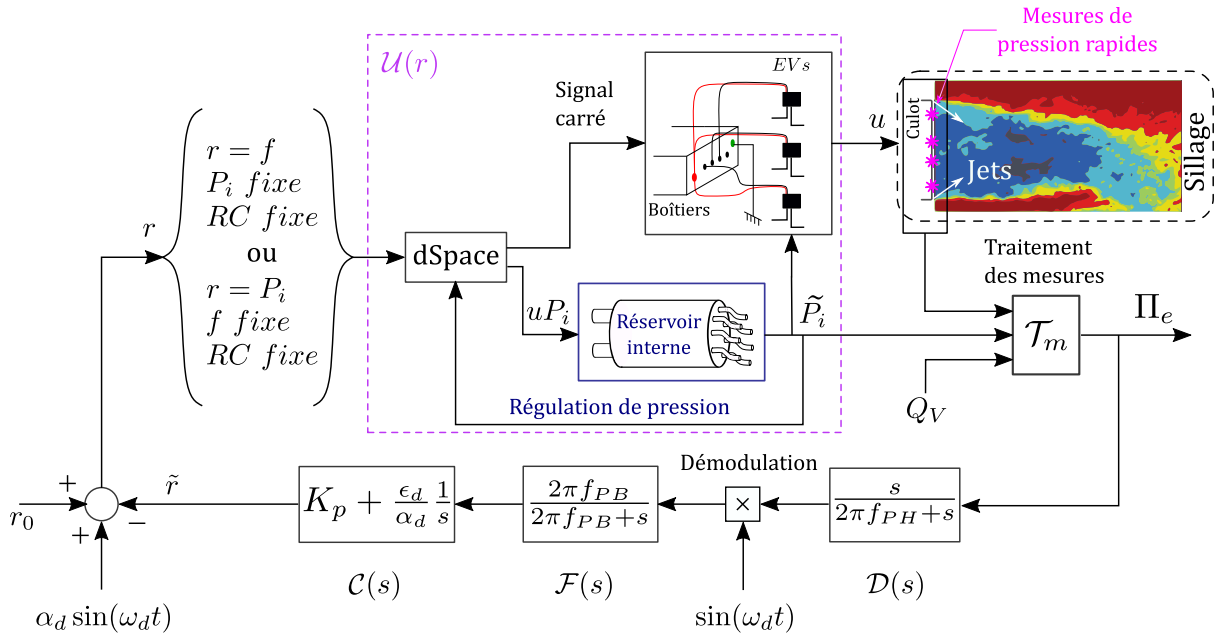 Mesures de
pression rapides
𝒰(r)
EVs
Signal
carré
u
Culot
Jets
Sillage
Boîtiers
r = f
P_i fixe
RC fixe
ou
r = P_i
f fixe
RC fixe
r
dSpace
uP_i
Réservoir
interne
P̃_i
Régulation de pression
Traitement
des mesures
𝒯_m
Π_e
Q_V
Démodulation
+
r_0
+
−
r̃
K_p + ϵ_d/α_d 1/s
2πf_PB/(2πf_PB+s)
×
s/(2πf_PH+s)
𝒞(s)
ℱ(s)
𝒟(s)
α_d sin(ω_d t)
sin(ω_d t)